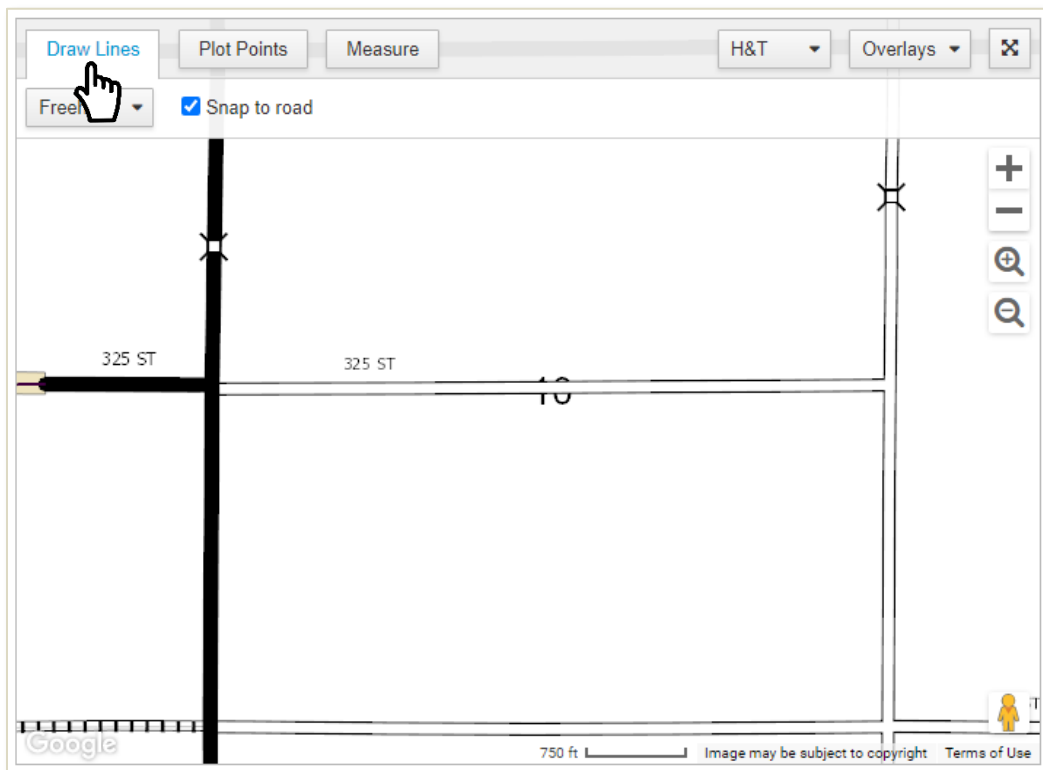 Draw Lines Plot Points Measure H&T Overlays
Snap to road
325 ST 325 ST
Google 750 ft Image may be subject to copyright Terms of Use